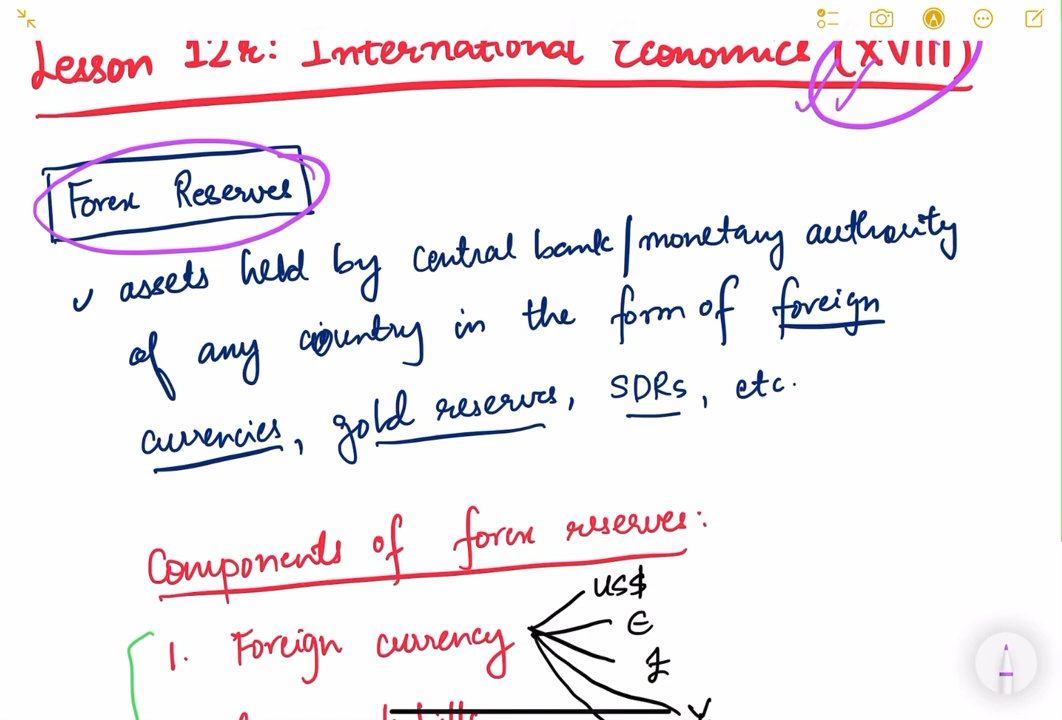 Lesson 12r: International Economics (XVIII)
Forex Reserves
assets held by central bank/monetary authority
of any country in the form of foreign
currencies, gold reserves, SDRs, etc.
Components of forex reserves:
US$
€
1. Foreign currency
£